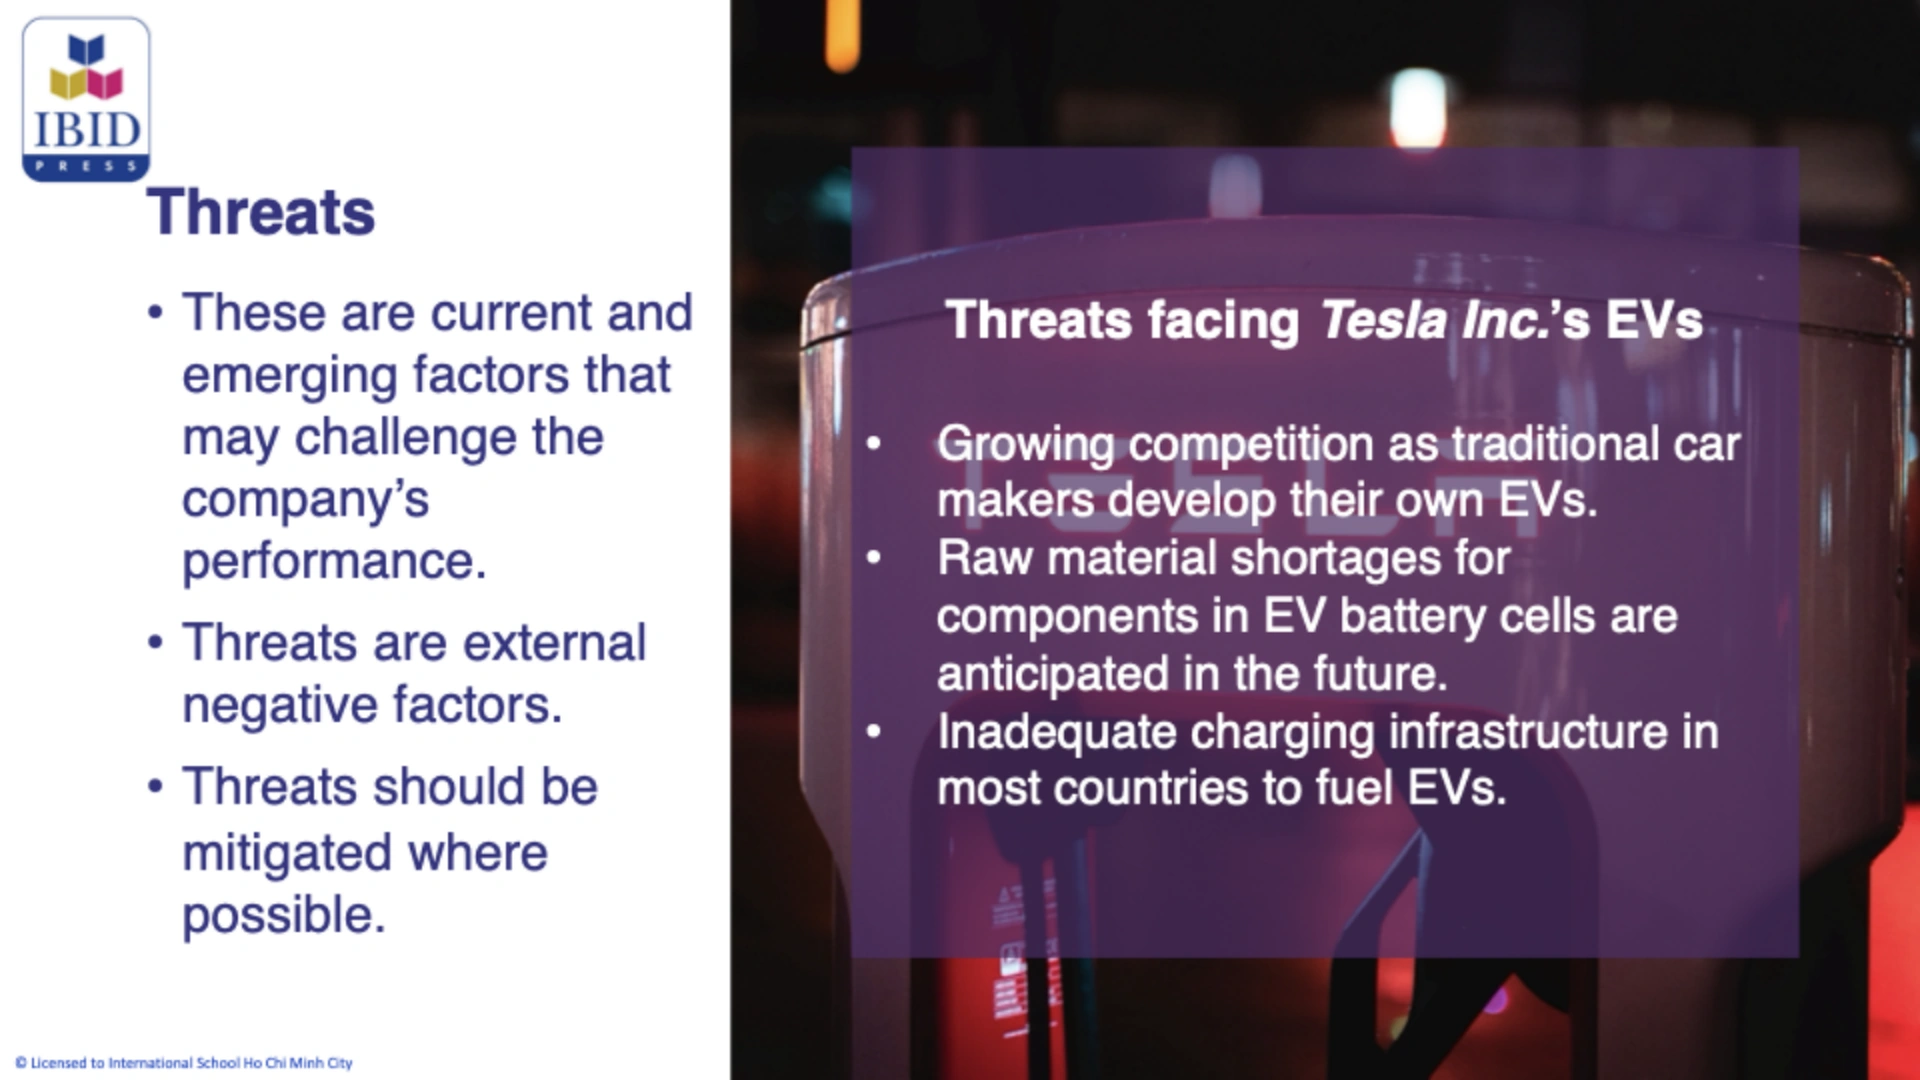 IBID
PRESS
Threats
• These are current and
emerging factors that
may challenge the
company’s
performance.
• Threats are external
negative factors.
• Threats should be
mitigated where
possible.
© Licensed to International School Ho Chi Minh City
Threats facing Tesla Inc.’s EVs
• Growing competition as traditional car
makers develop their own EVs.
• Raw material shortages for
components in EV battery cells are
anticipated in the future.
• Inadequate charging infrastructure in
most countries to fuel EVs.
TESLA